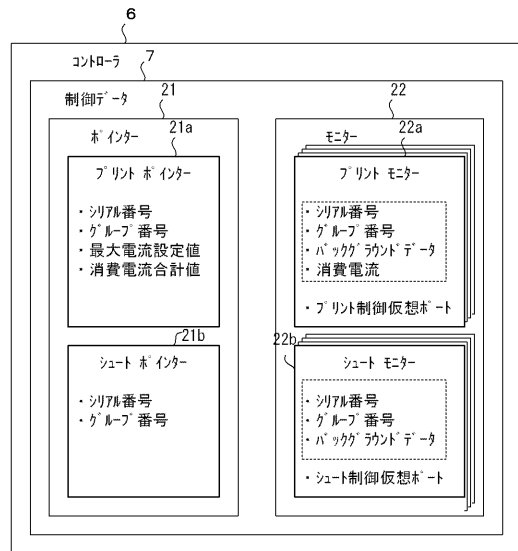 6
コントローラ
7
制御データ
21
22
ポインター
21a
モニター
22a
プリント ポインター
・シリアル番号
・グループ番号
・最大電流設定値
・消費電流合計値
プリント モニター
・シリアル番号
・グループ番号
・バックグラウンドデータ
・消費電流
・プリント制御仮想ポート
21b
シュート ポインター
・シリアル番号
・グループ番号
22b
シュート モニター
・シリアル番号
・グループ番号
・バックグラウンドデータ
・シュート制御仮想ポート